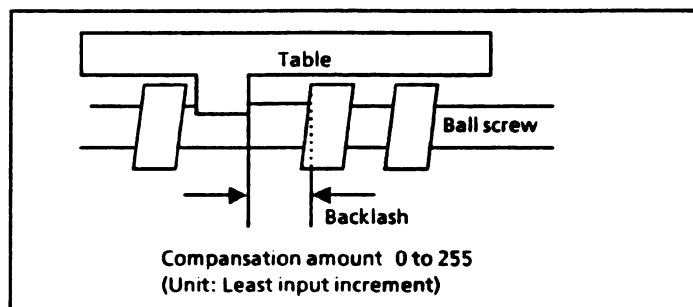 Table
Ball screw
Backlash
Compansation amount 0 to 255
(Unit: Least input increment)